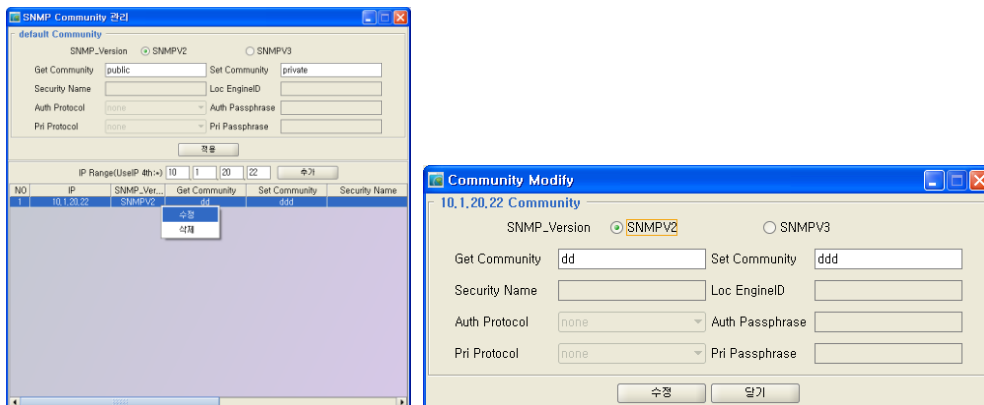 SNMP Community 관리
default Community
SNMP_Version SNMPV2 SNMPV3
Get Community public Set Community private
Security Name Loc EngineID
Auth Protocol none Auth Passphrase
Pri Protocol none Pri Passphrase
적용
IP Range(UseIP 4th:*) 10 1 20 22 추가
NO IP SNMP_Ver... Get Community Set Community Security Name
1 10,1,20,22 SNMPV2 dd ddd
수정
삭제
Community Modify
10,1,20,22 Community
SNMP_Version SNMPV2 SNMPV3
Get Community dd Set Community ddd
Security Name Loc EngineID
Auth Protocol none Auth Passphrase
Pri Protocol none Pri Passphrase
수정 닫기